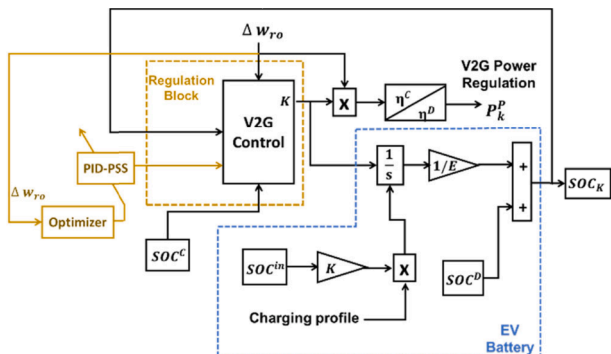 Δ w_ro
V2G Power
Regulation
Regulation
Block
K
X
η^C
η^D
P_k^P
V2G
Control
PID-PSS
1
s
1/E
+
+
SOC_K
Δ w_ro
Optimizer
SOC^C
SOC^in
K
X
SOC^D
Charging profile
EV
Battery